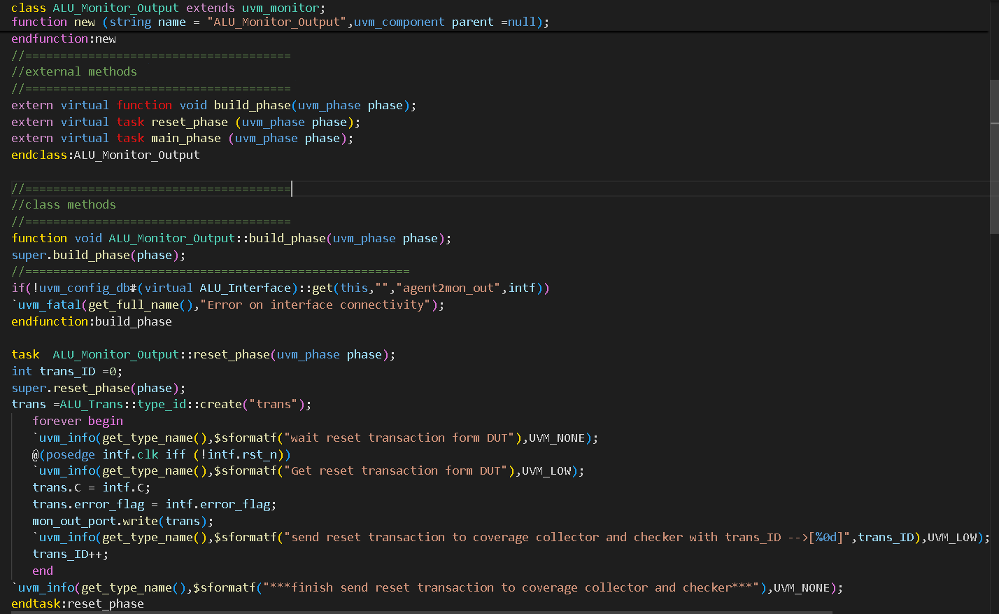 class ALU_Monitor_Output extends uvm_monitor;
function new (string name = "ALU_Monitor_Output",uvm_component parent =null);
endfunction:new
//======================================
//external methods
//======================================
extern virtual function void build_phase(uvm_phase phase);
extern virtual task reset_phase (uvm_phase phase);
extern virtual task main_phase (uvm_phase phase);
endclass:ALU_Monitor_Output
//======================================
//class methods
//======================================
function void ALU_Monitor_Output::build_phase(uvm_phase phase);
super.build_phase(phase);
//=======================================================
if(!uvm_config_db#(virtual ALU_Interface)::get(this,"","agent2mon_out",intf))
`uvm_fatal(get_full_name(),"Error on interface connectivity");
endfunction:build_phase
task  ALU_Monitor_Output::reset_phase(uvm_phase phase);
int trans_ID =0;
super.reset_phase(phase);
trans =ALU_Trans::type_id::create("trans");
   forever begin
   `uvm_info(get_type_name(),$sformatf("wait reset transaction form DUT"),UVM_NONE);
   @(posedge intf.clk iff (!intf.rst_n))
   `uvm_info(get_type_name(),$sformatf("Get reset transaction form DUT"),UVM_LOW);
   trans.C = intf.C;
   trans.error_flag = intf.error_flag;
   mon_out_port.write(trans);
   `uvm_info(get_type_name(),$sformatf("send reset transaction to coverage collector and checker with trans_ID -->[%0d]",trans_ID),UVM_LOW);
   trans_ID++;
   end
`uvm_info(get_type_name(),$sformatf("***finish send reset transaction to coverage collector and checker***"),UVM_NONE);
endtask:reset_phase